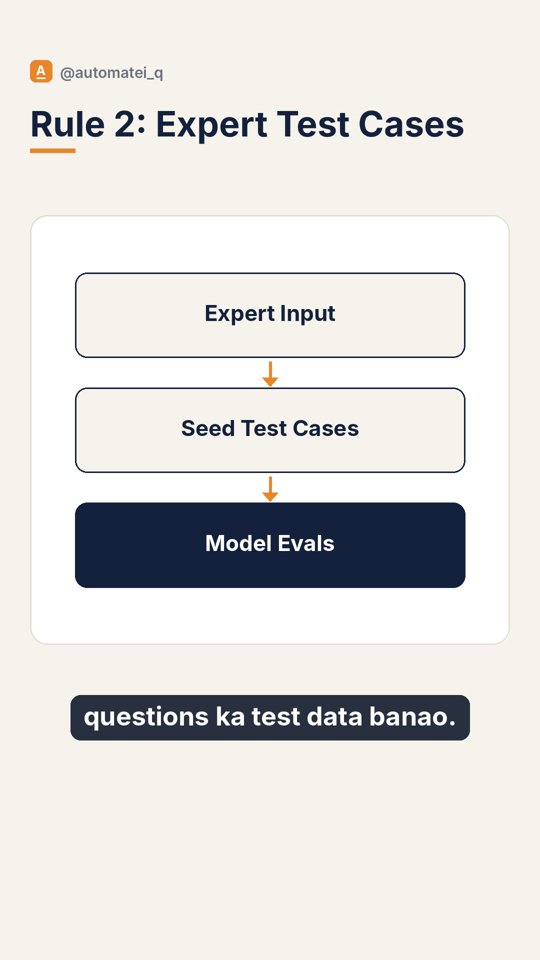 A
@automatei_q
Rule 2: Expert Test Cases
Expert Input
Seed Test Cases
Model Evals
questions ka test data banao.